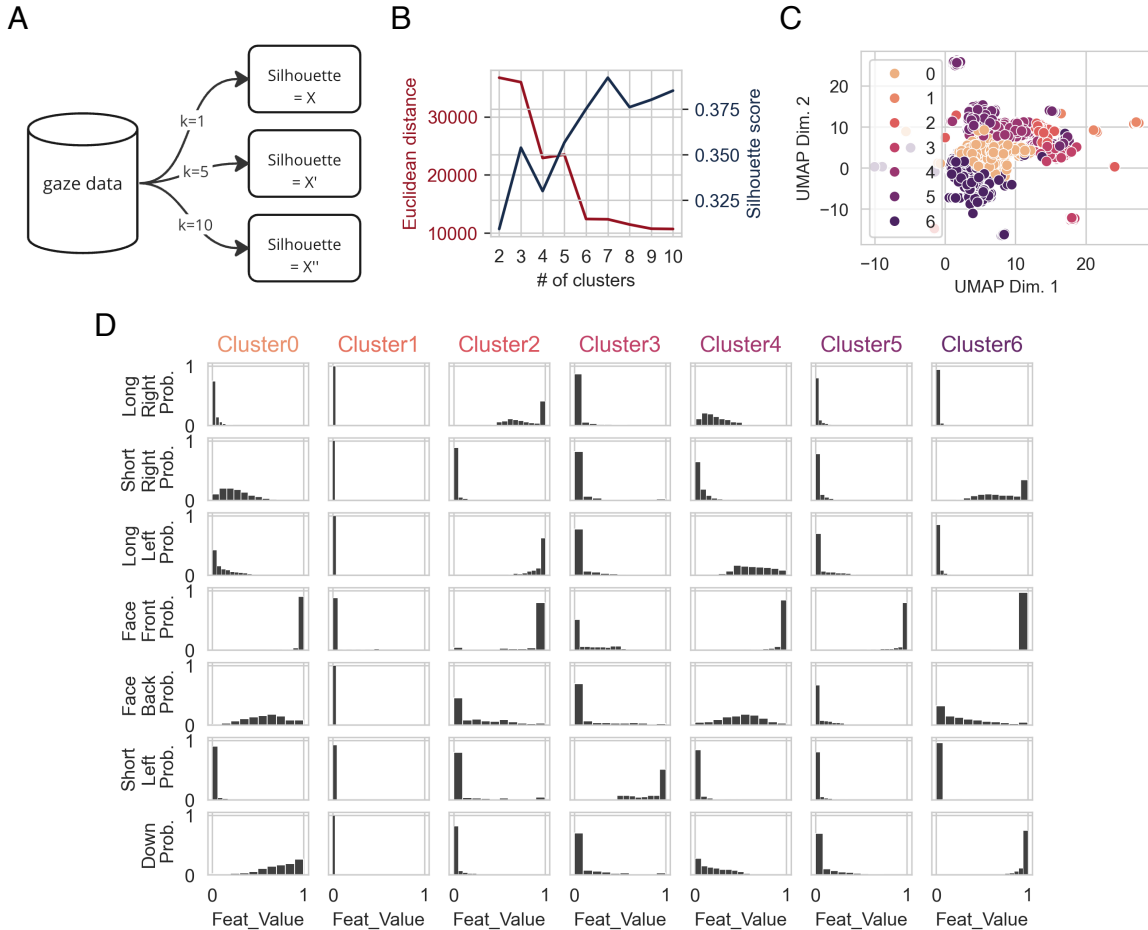 A
gaze data
k=1
k=5
k=10
Silhouette
= X
Silhouette
= X'
Silhouette
= X''
B
Euclidean distance
30000
20000
10000
0.375
0.350
0.325
Silhouette score
2 3 4 5 6 7 8 9 10
# of clusters
C
UMAP Dim. 2
20
10
0
−10
0
1
2
3
4
5
6
−10 0 10 20
UMAP Dim. 1
D
Cluster0 Cluster1 Cluster2 Cluster3 Cluster4 Cluster5 Cluster6
Long
Right
Prob.
1
0
Short
Right
Prob.
1
0
Long
Left
Prob.
1
0
Face
Front
Prob.
1
0
Face
Back
Prob.
1
0
Short
Left
Prob.
1
0
Down
Prob.
1
0
0 1 0 1 0 1 0 1 0 1 0 1 0 1
Feat_Value Feat_Value Feat_Value Feat_Value Feat_Value Feat_Value Feat_Value